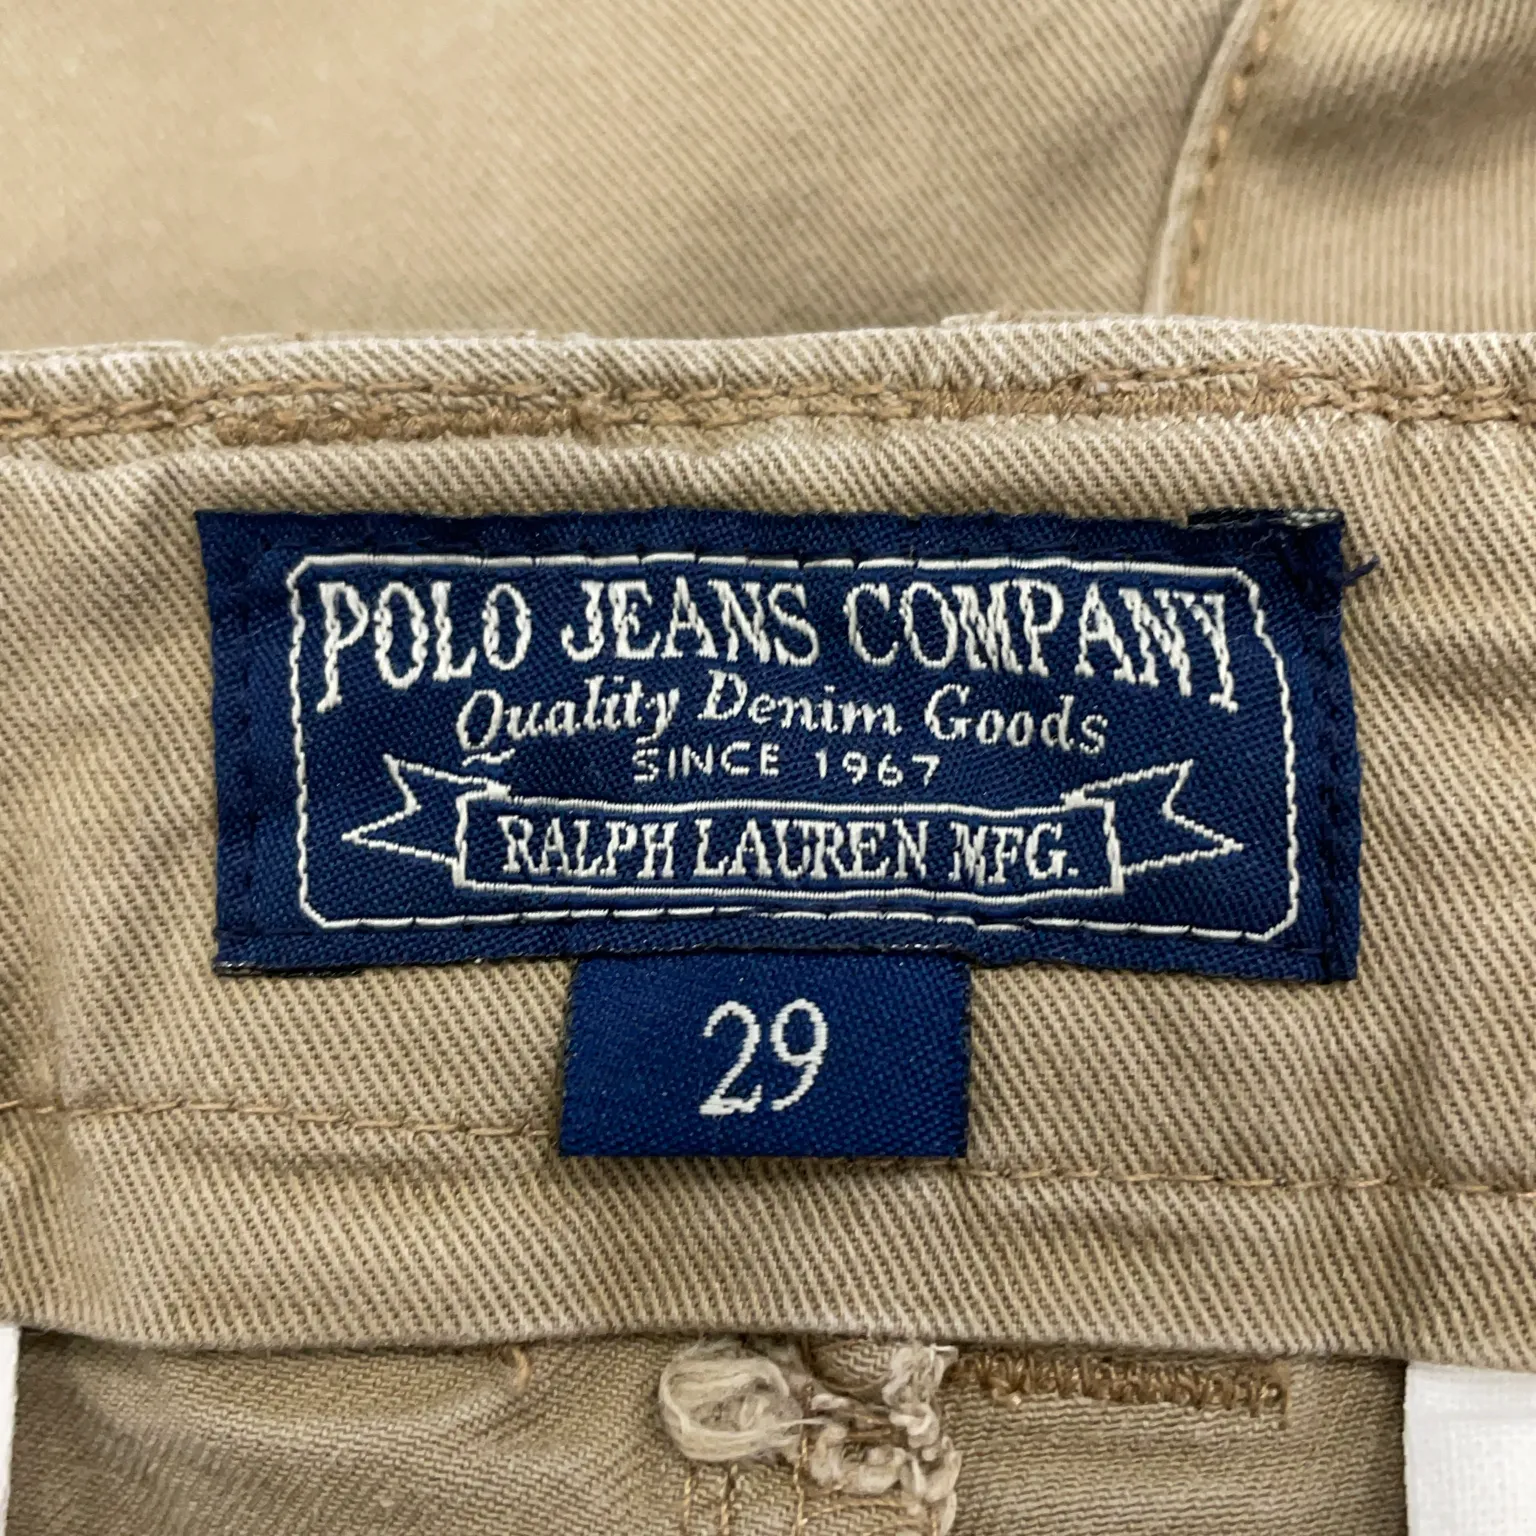 POLO JEANS COMPANY
Quality Denim Goods
SINCE 1967
RALPH LAUREN MFG.
29